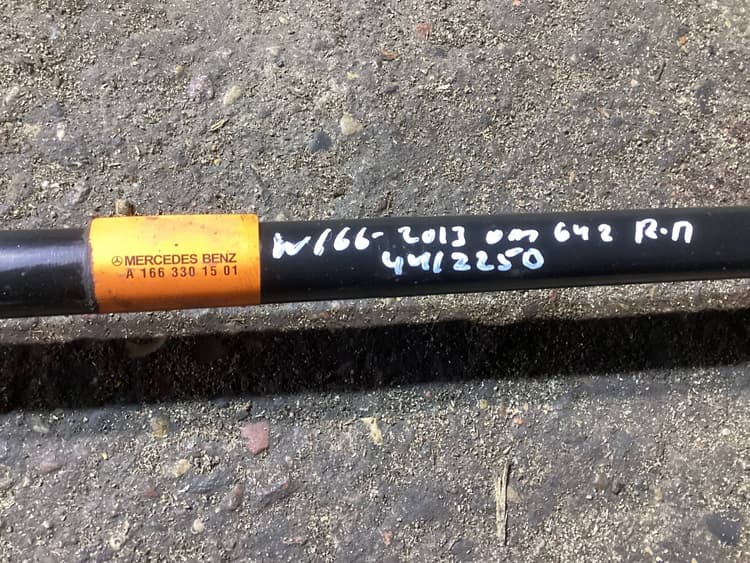 MERCEDES BENZ
A 166 330 15 01
W166-2013 om 642 R.П
4412250